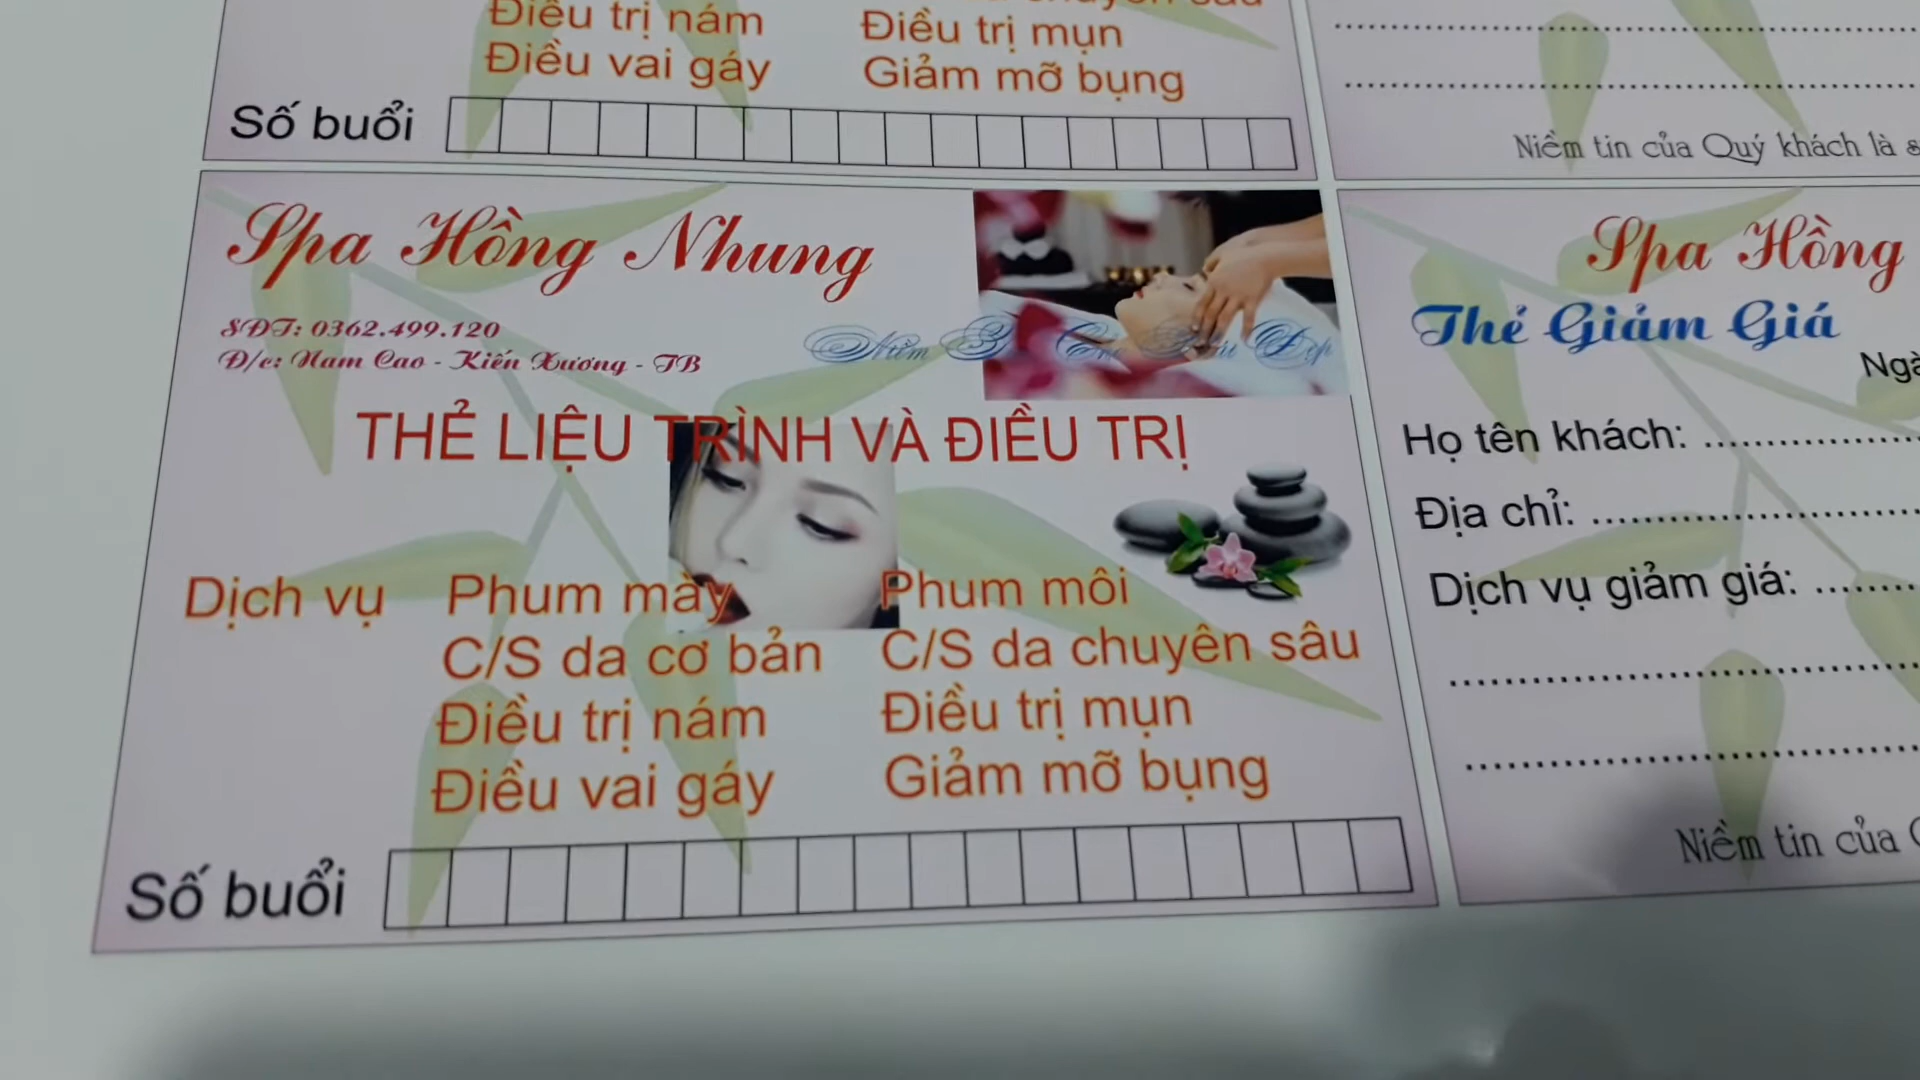 Điều trị nám Điều trị mụn
Điều vai gáy Giảm mỡ bụng
Số buổi
Niềm tin của Quý khách là
Spa Hồng Nhung
SĐT: 0362.499.120
Đ/c: Nam Cao - Kiến Xương - TB
THẺ LIỆU TRÌNH VÀ ĐIỀU TRỊ
Dịch vụ Phum mày Phum môi
C/S da cơ bản C/S da chuyên sâu
Điều trị nám Điều trị mụn
Điều vai gáy Giảm mỡ bụng
Số buổi
Spa Hồng
Thẻ Giảm Giá
Họ tên khách:
Địa chỉ:
Dịch vụ giảm giá:
Niềm tin của